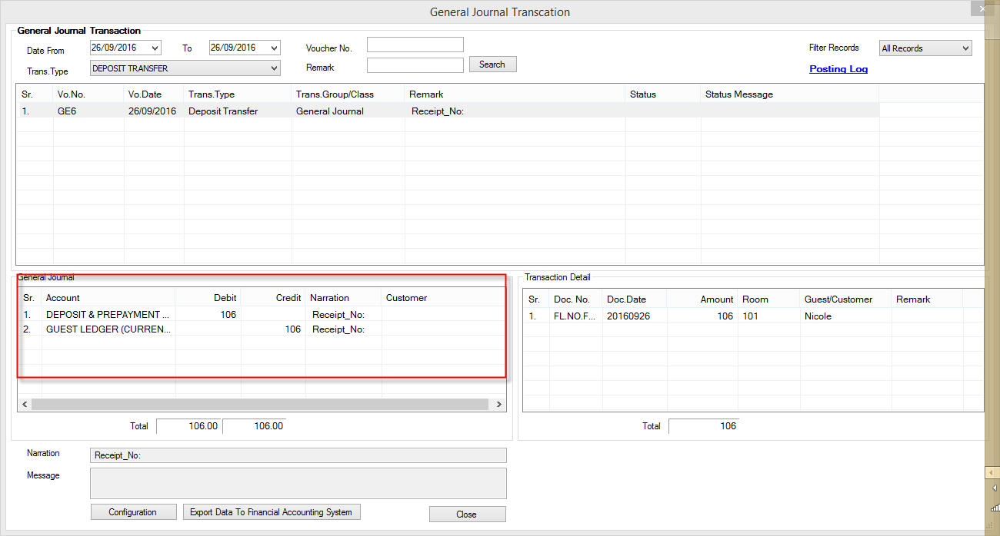 General Journal Transcation
General Journal Transaction
Date From 26/09/2016 To 26/09/2016 Voucher No. Filter Records All Records
Trans.Type DEPOSIT TRANSFER Remark Search Posting Log
Sr. Vo.No. Vo.Date Trans.Type Trans.Group/Class Remark Status Status Message
1. GE6 26/09/2016 Deposit Transfer General Journal Receipt_No:
General Journal
Sr. Account Debit Credit Narration Customer
1. DEPOSIT & PREPAYMENT ... 106 Receipt_No:
2. GUEST LEDGER (CURREN... 106 Receipt_No:
Total 106.00 106.00
Transaction Detail
Sr. Doc. No. Doc.Date Amount Room Guest/Customer Remark
1. FL.NO.F... 20160926 106 101 Nicole
Total 106
Narration Receipt_No:
Message
Configuration Export Data To Financial Accounting System Close